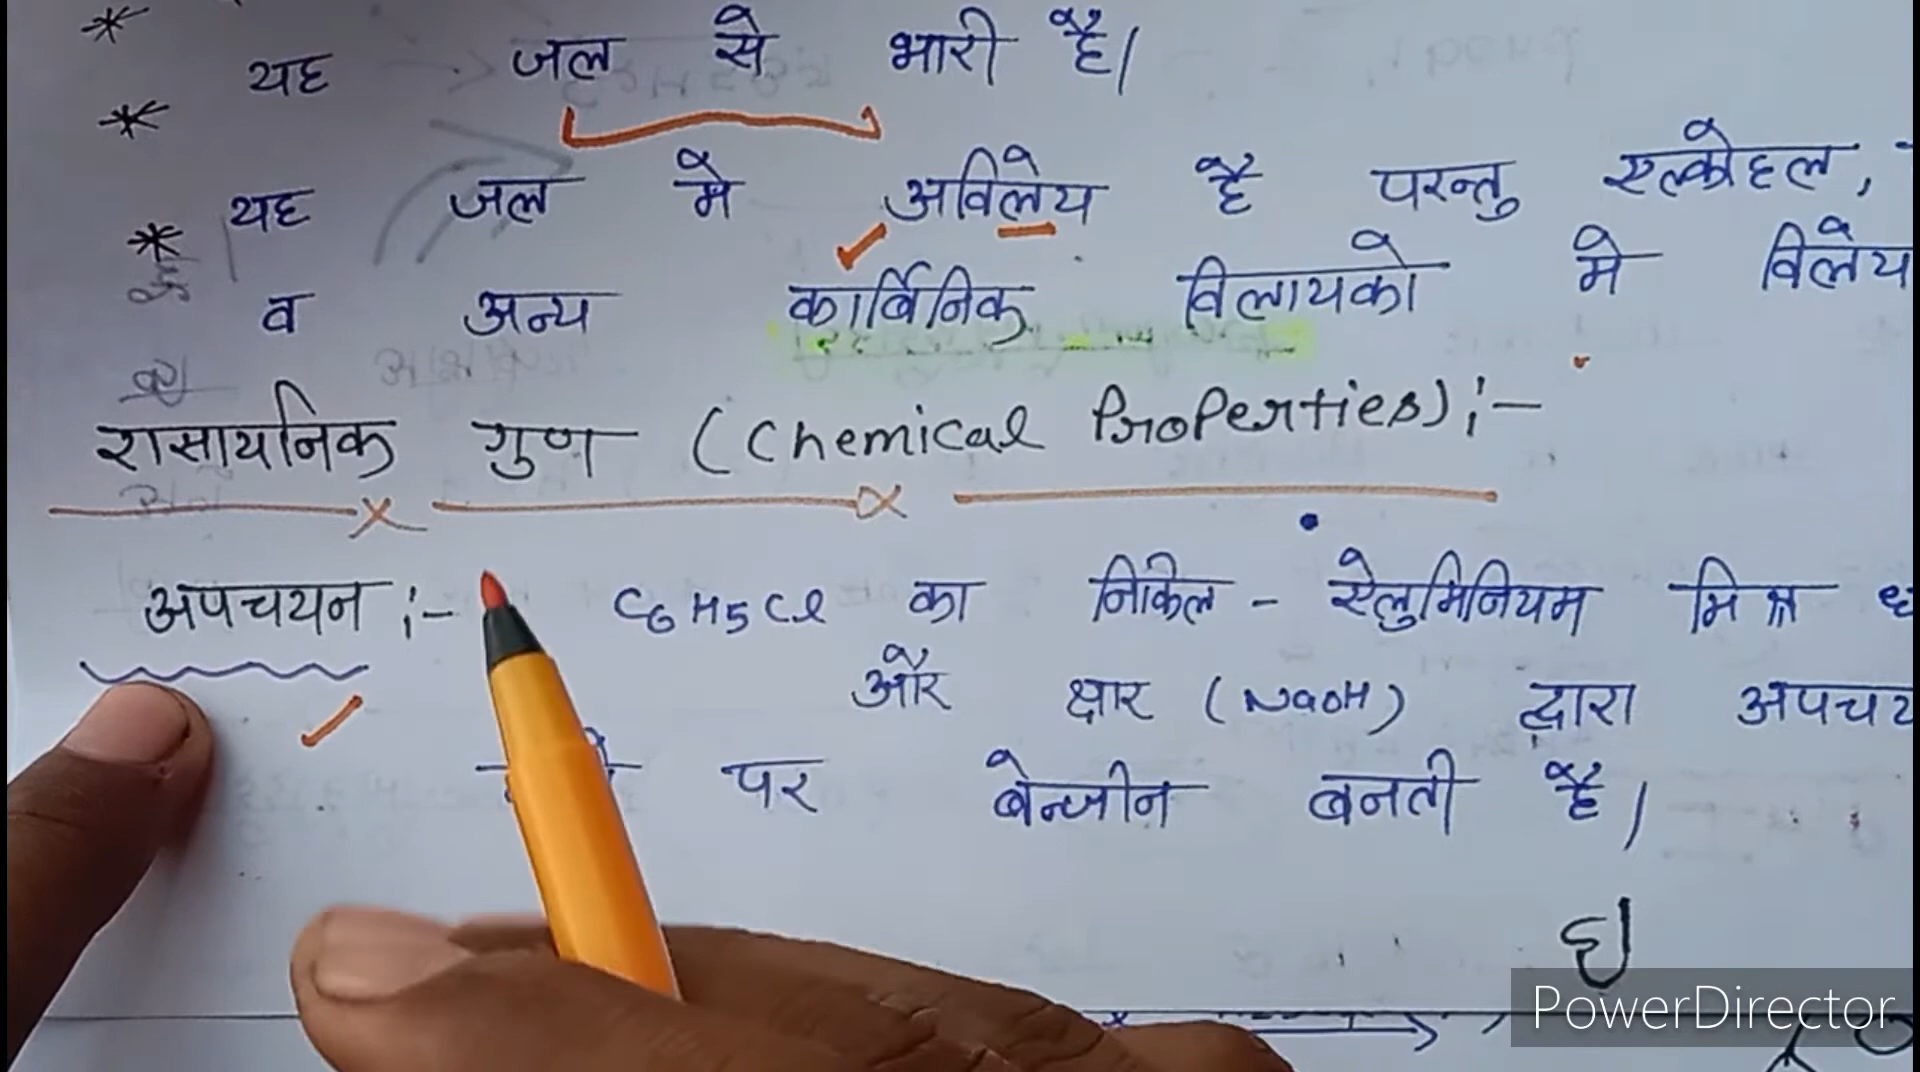 यह जल से भारी है।
यह जल मे अविलेय है परन्तु एल्कोहल,
व अन्य कार्बिनिक विलायको मे विलेय
रासायनिक गुण (Chemical Properties):-
अपचयन :- C6H5Cl का निकिल - ऐलुमिनियम मिश्र
और क्षार (NaOH) द्वारा अपचय
पर बेन्जीन बनती है।
PowerDirector